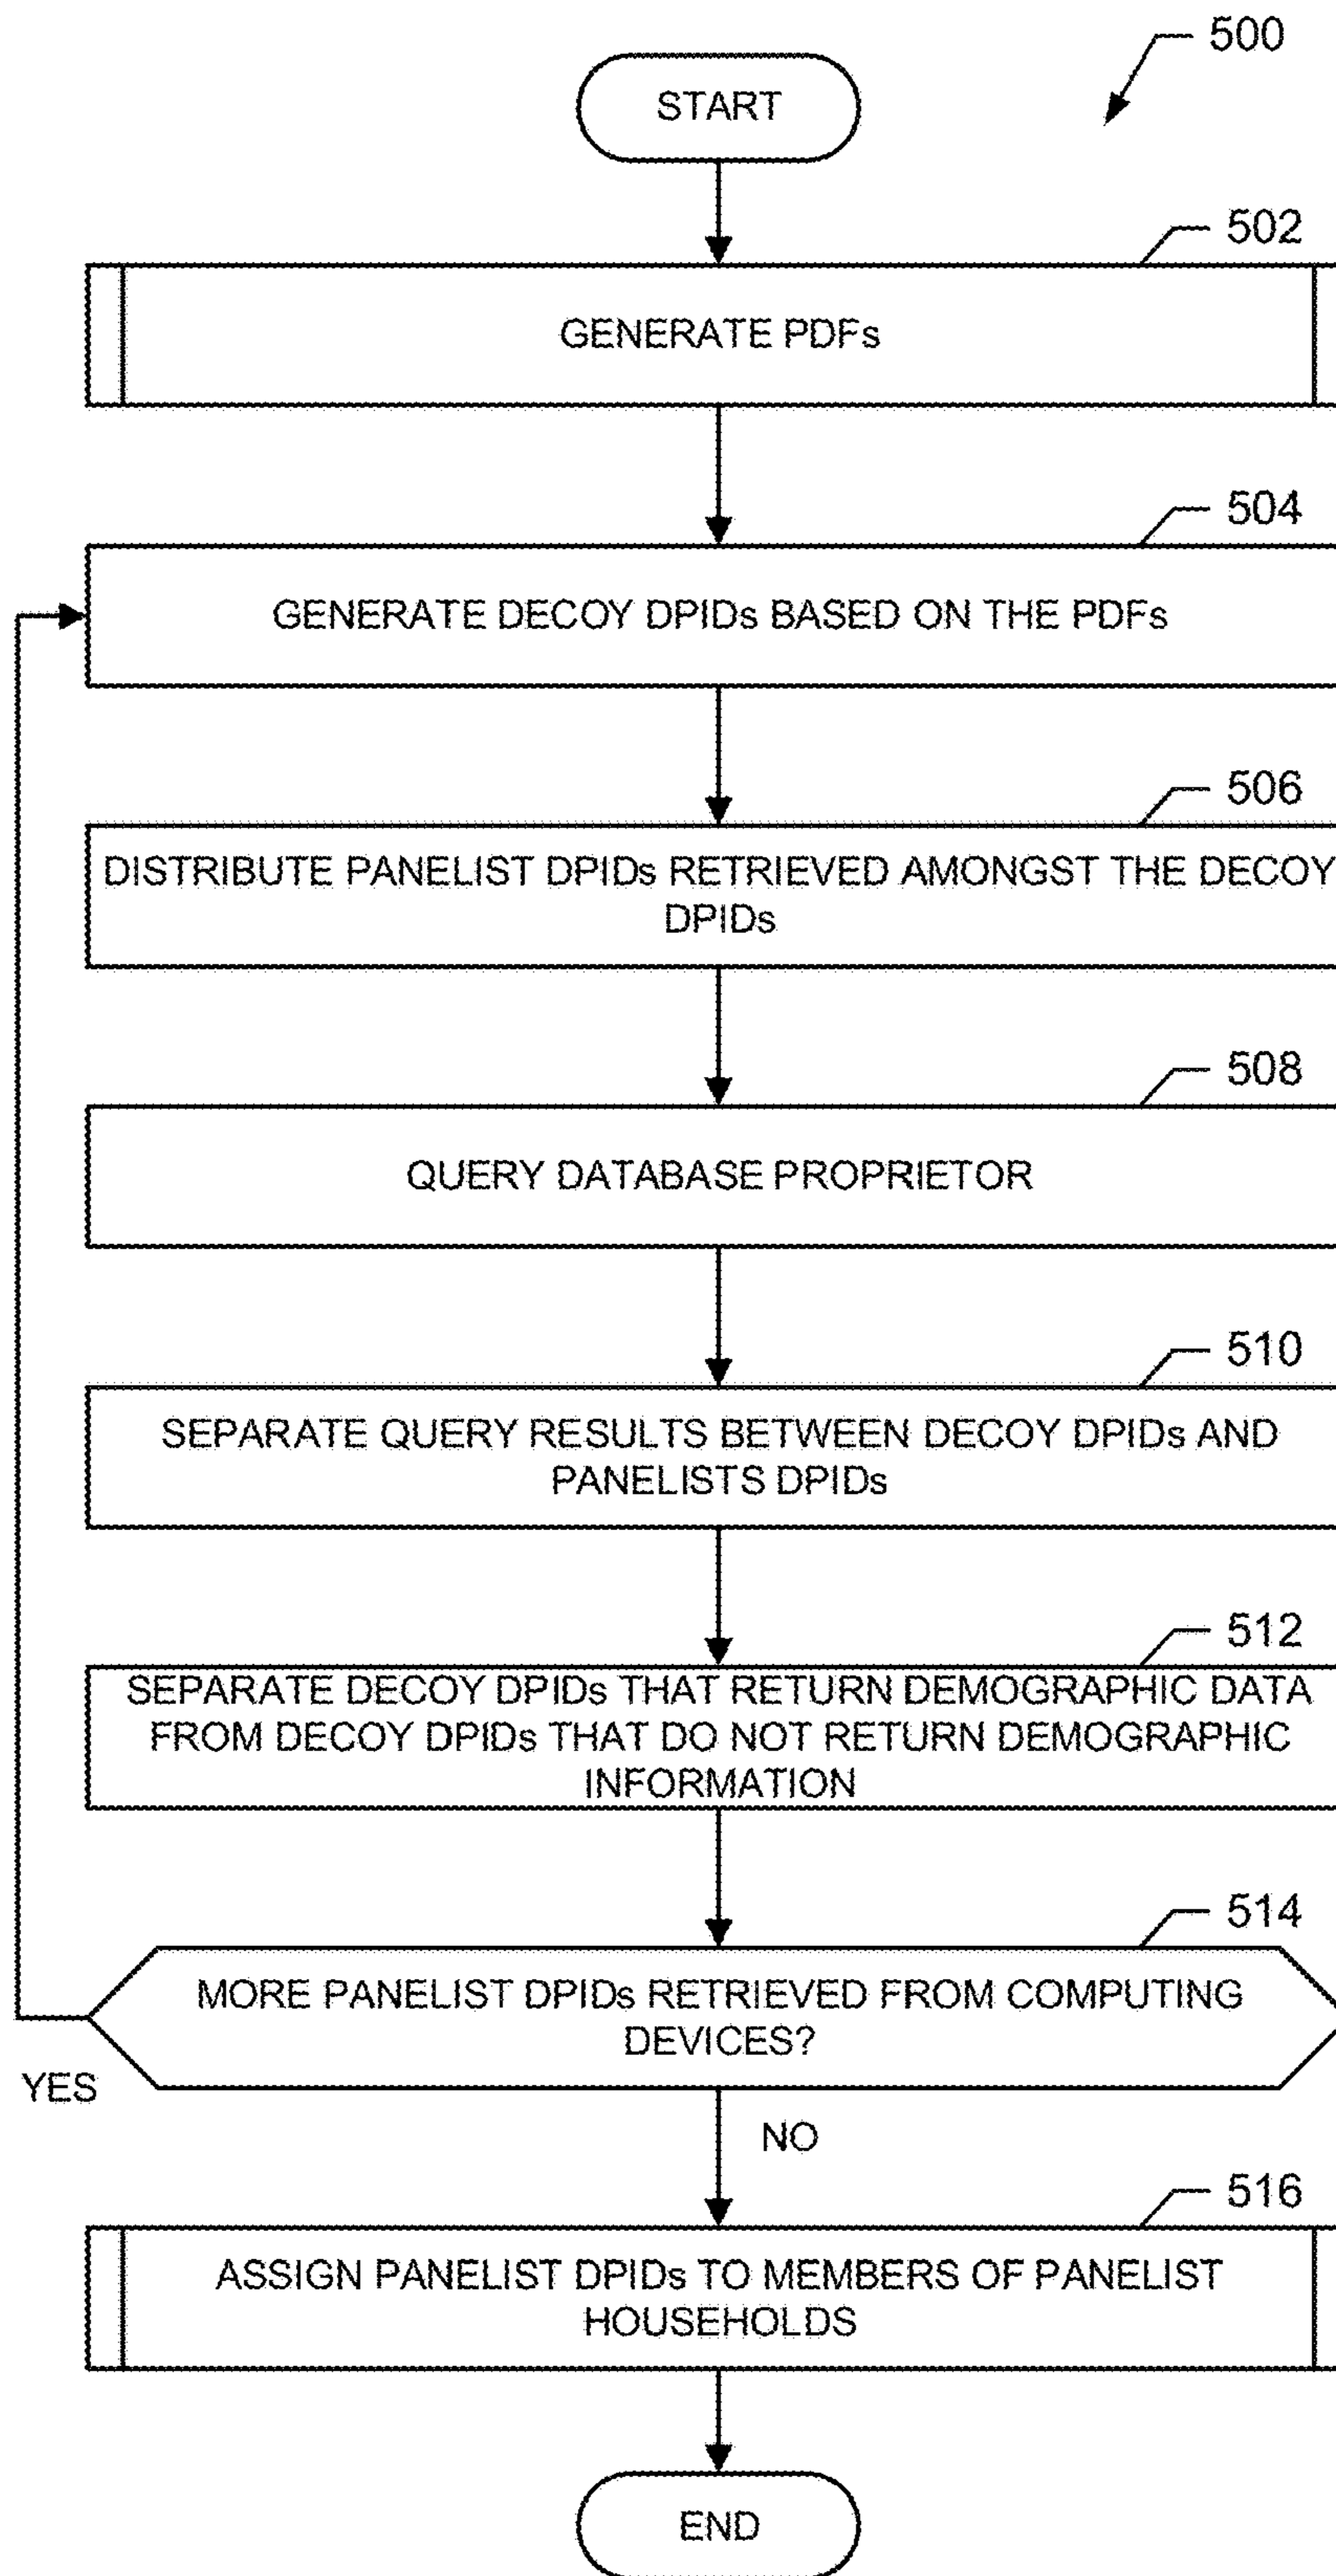 500
START
502
GENERATE PDFs
504
GENERATE DECOY DPIDs BASED ON THE PDFs
506
DISTRIBUTE PANELIST DPIDs RETRIEVED AMONGST THE DECOY
DPIDs
508
QUERY DATABASE PROPRIETOR
510
SEPARATE QUERY RESULTS BETWEEN DECOY DPIDs AND
PANELISTS DPIDs
512
SEPARATE DECOY DPIDs THAT RETURN DEMOGRAPHIC DATA
FROM DECOY DPIDs THAT DO NOT RETURN DEMOGRAPHIC
INFORMATION
514
MORE PANELIST DPIDs RETRIEVED FROM COMPUTING
DEVICES?
YES
NO
516
ASSIGN PANELIST DPIDs TO MEMBERS OF PANELIST
HOUSEHOLDS
END